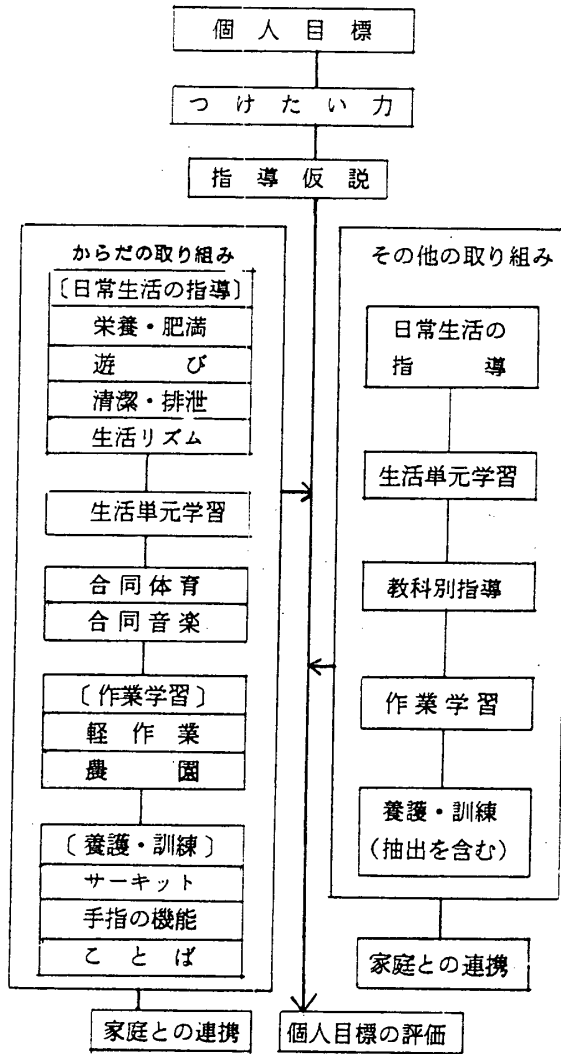 個人目標
つけたい力
指導仮説
からだの取り組み
〔日常生活の指導〕
栄養・肥満
遊び
清潔・排泄
生活リズム
生活単元学習
合同体育
合同音楽
〔作業学習〕
軽作業
農園
〔養護・訓練〕
サーキット
手指の機能
ことば
家庭との連携
その他の取り組み
日常生活の
指導
生活単元学習
教科別指導
作業学習
養護・訓練
(抽出を含む)
家庭との連携
個人目標の評価